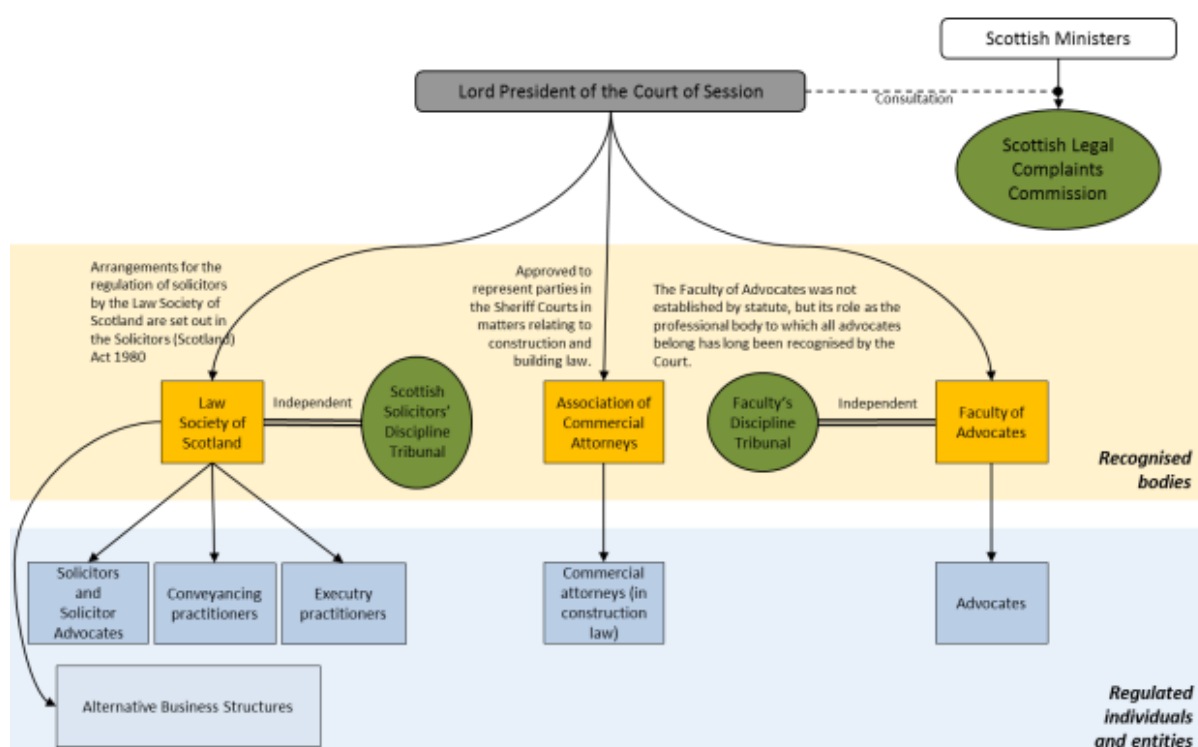 Scottish Ministers
Lord President of the Court of Session
Consultation
Scottish Legal
Complaints
Commission
Arrangements for the
regulation of solicitors
by the Law Society of
Scotland are set out in
the Solicitors (Scotland)
Act 1980
Approved to
represent parties in
the Sheriff Courts in
matters relating to
construction and
building law.
The Faculty of Advocates was not
established by statute, but its role as the
professional body to which all advocates
belong has long been recognised by the
Court.
Law
Society of
Scotland
Independent
Scottish
Solicitors'
Discipline
Tribunal
Association of
Commercial
Attorneys
Faculty's
Discipline
Tribunal
Independent
Faculty of
Advocates
Recognised
bodies
Solicitors
and
Solicitor
Advocates
Conveyancing
practitioners
Executry
practitioners
Commercial
attorneys (in
construction
law)
Advocates
Alternative Business Structures
Regulated
individuals
and entities